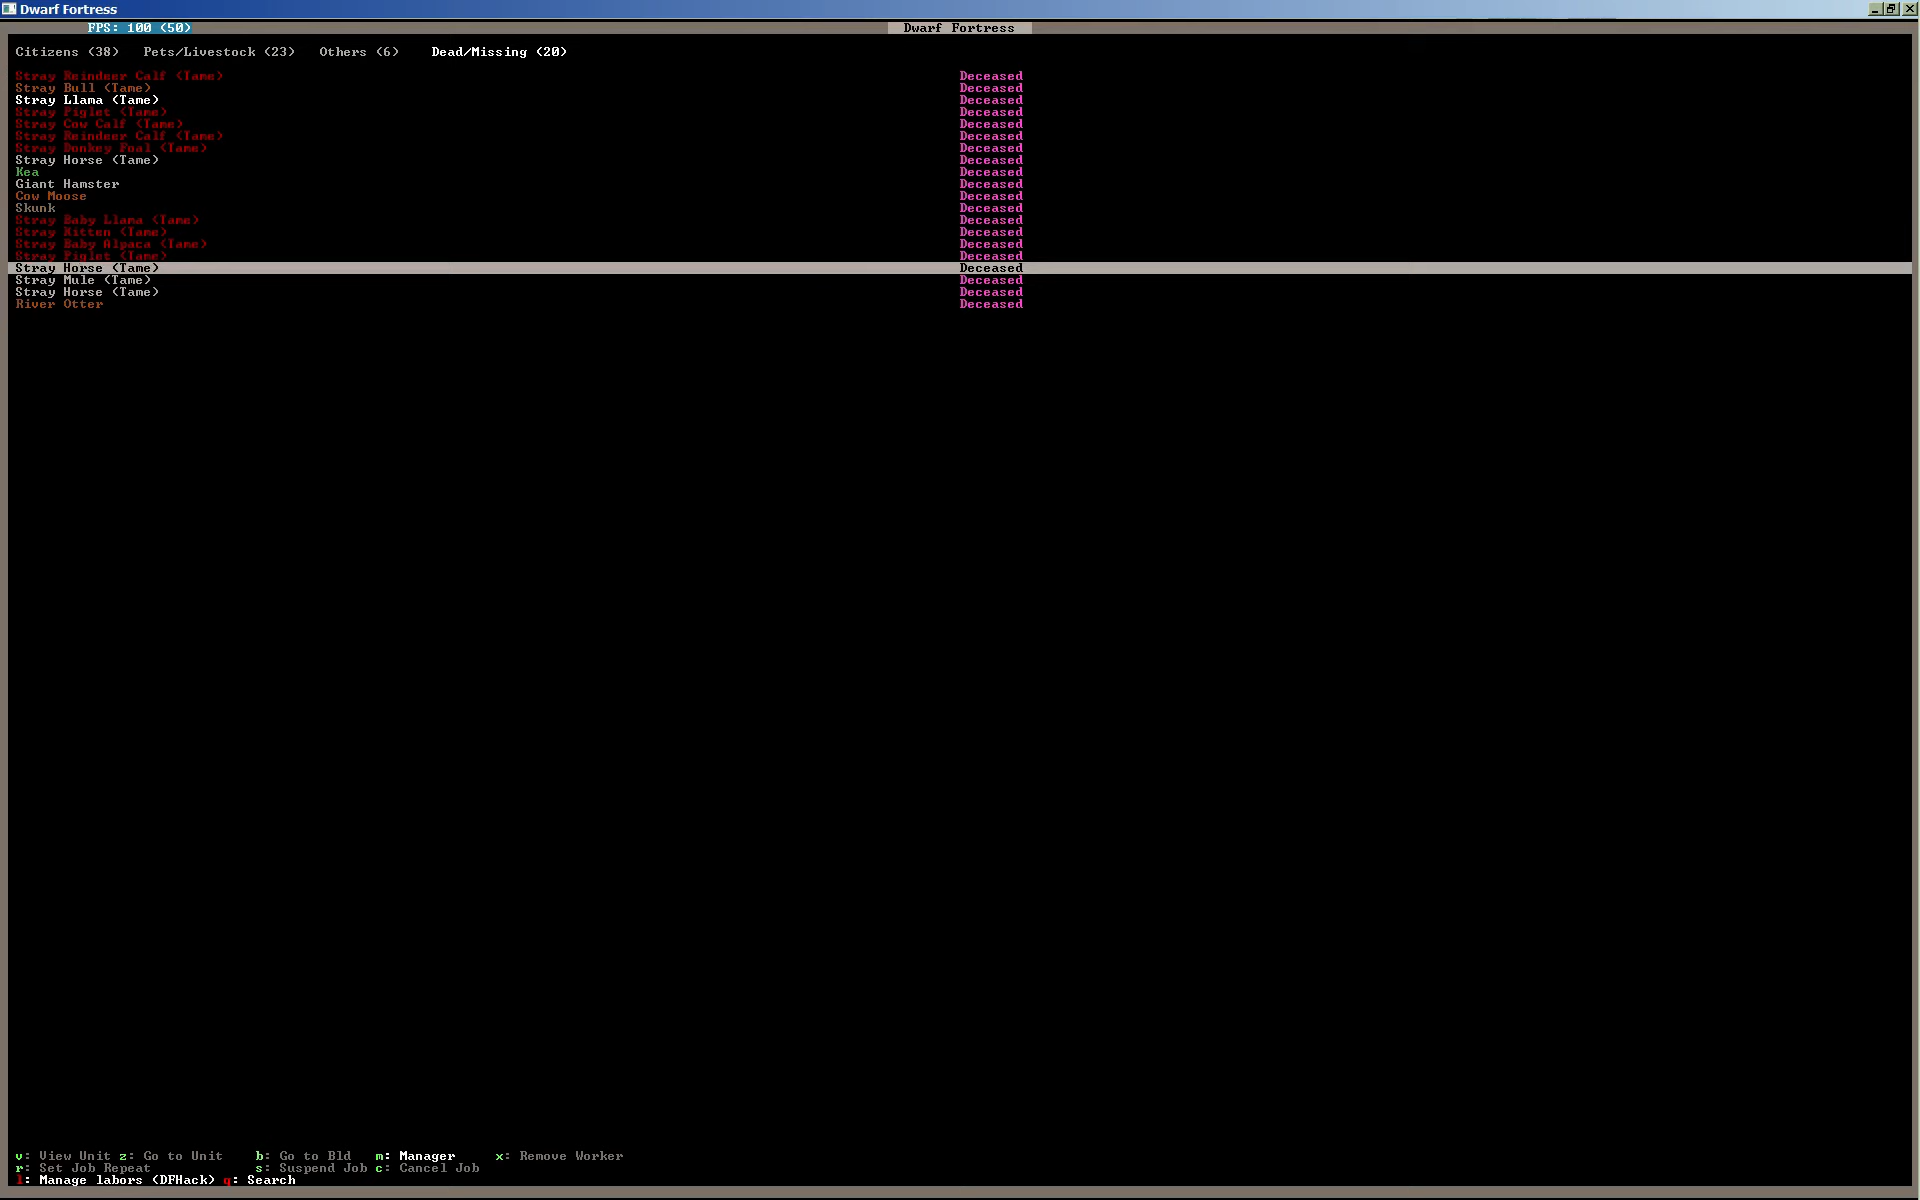 Dwarf Fortress
FPS: 100 (50) Dwarf Fortress
Citizens (38) Pets/Livestock (23) Others (6) Dead/Missing (20)
Stray Reindeer Calf (Tame) Deceased
Stray Bull (Tame) Deceased
Stray Llama (Tame) Deceased
Stray Piglet (Tame) Deceased
Stray Cow Calf (Tame) Deceased
Stray Reindeer Calf (Tame) Deceased
Stray Donkey Foal (Tame) Deceased
Stray Horse (Tame) Deceased
Kea Deceased
Giant Hamster Deceased
Cow Moose Deceased
Skunk Deceased
Stray Baby Llama (Tame) Deceased
Stray Kitten (Tame) Deceased
Stray Baby Alpaca (Tame) Deceased
Stray Piglet (Tame) Deceased
Stray Horse (Tame) Deceased
Stray Mule (Tame) Deceased
Stray Horse (Tame) Deceased
River Otter Deceased
v: View Unit z: Go to Unit b: Go to Bld m: Manager x: Remove Worker
r: Set Job Repeat s: Suspend Job c: Cancel Job
l: Manage labors (DFHack) q: Search